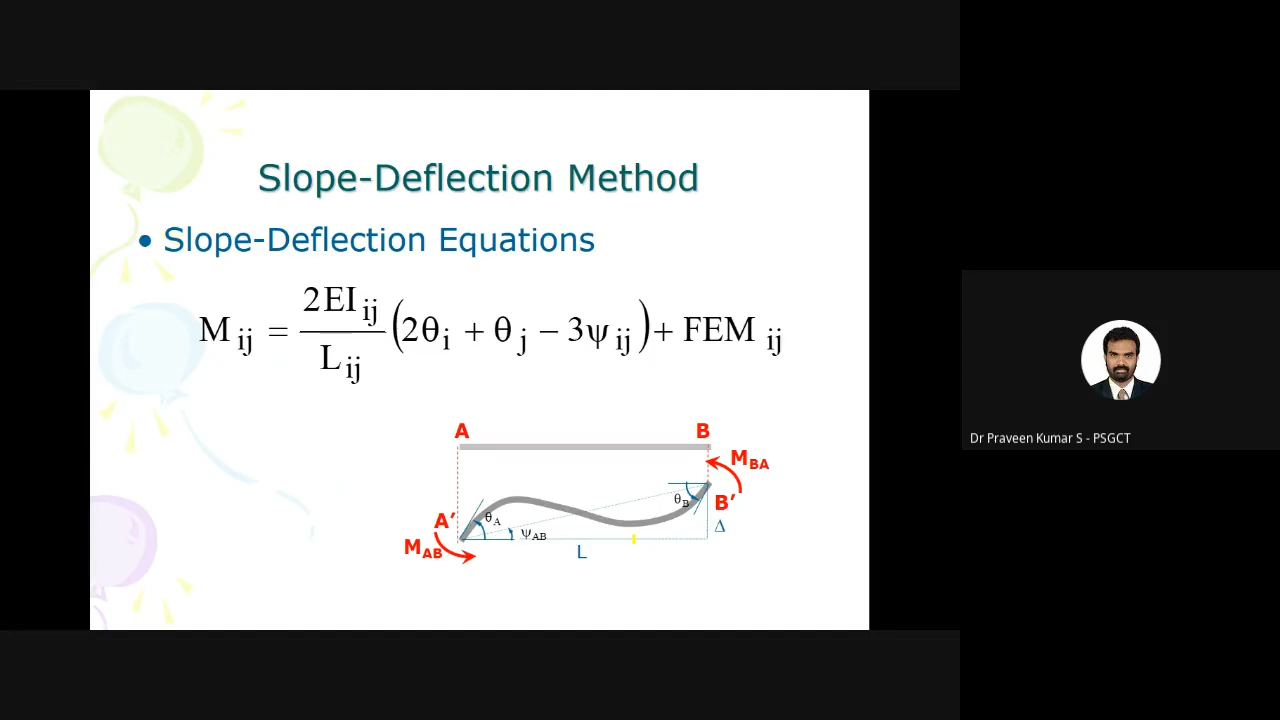 Slope-Deflection Method
• Slope-Deflection Equations
M ij = 2EI ij / L ij (2θ i + θ j − 3ψ ij) + FEM ij
A B
M BA
θ B B’
A’ θ A Δ
M AB ψ AB
L
Dr Praveen Kumar S - PSGCT